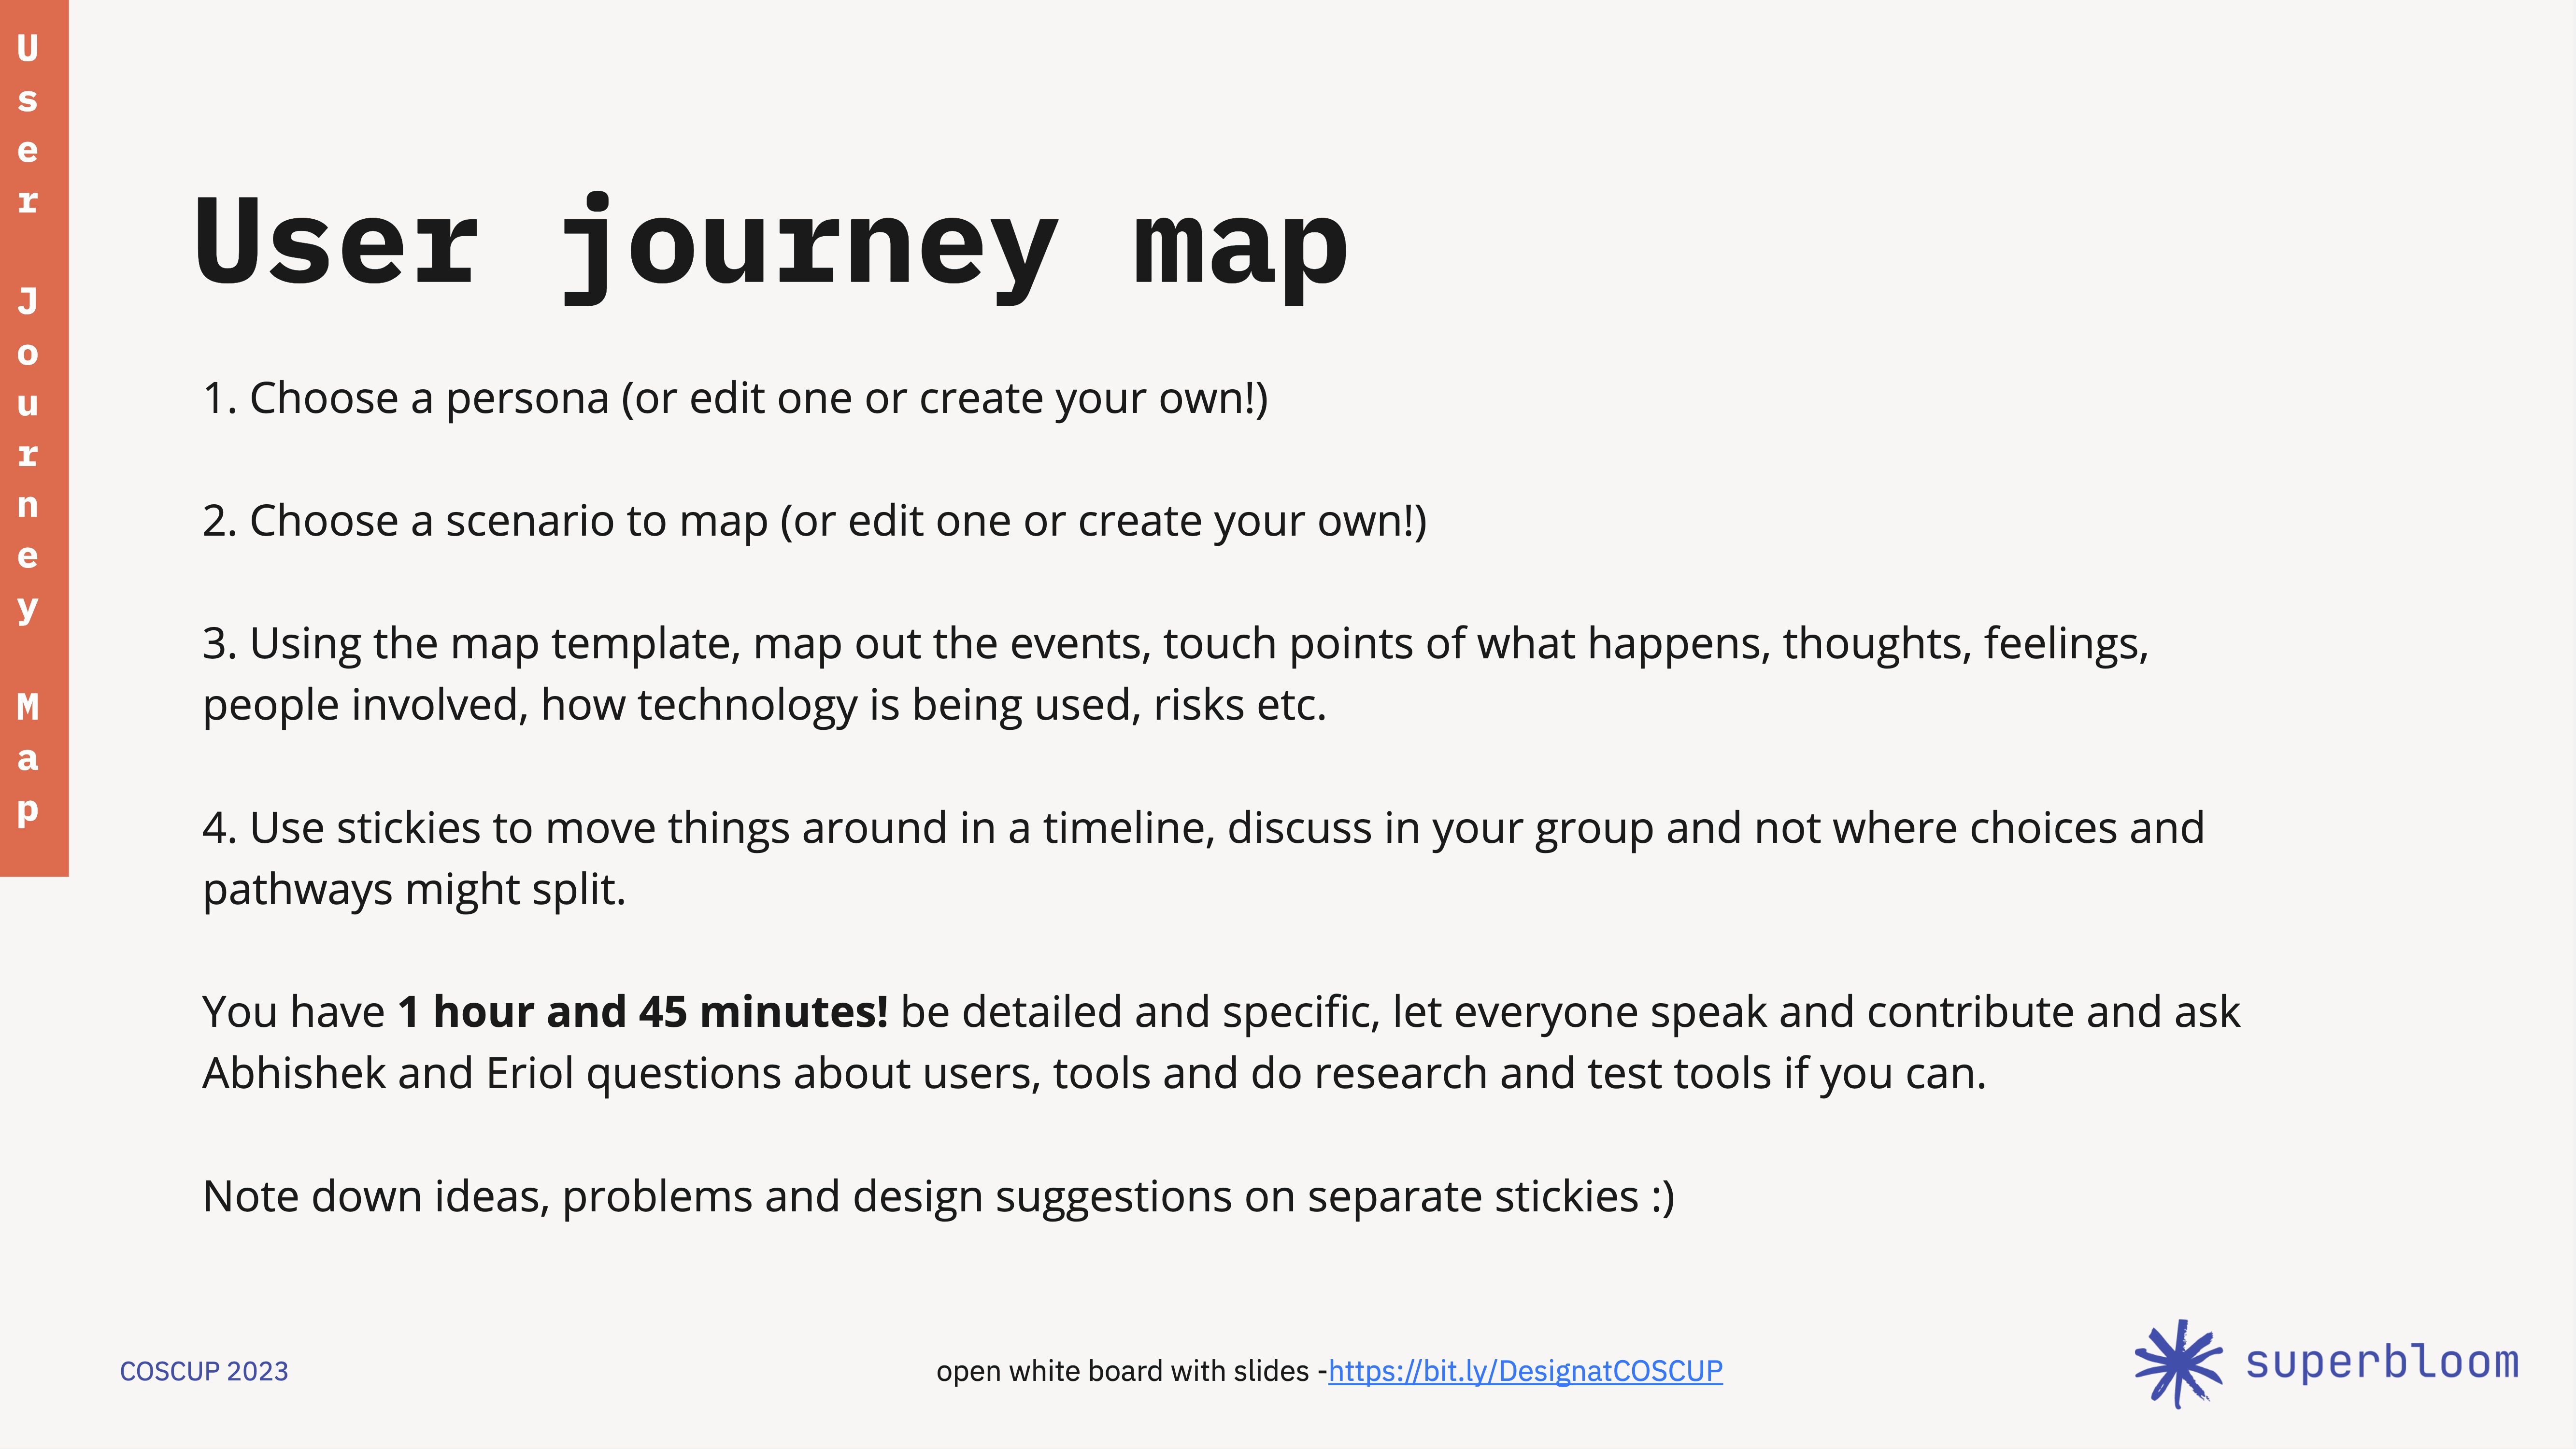 User Journey Map
User journey map
1. Choose a persona (or edit one or create your own!)
2. Choose a scenario to map (or edit one or create your own!)
3. Using the map template, map out the events, touch points of what happens, thoughts, feelings,
people involved, how technology is being used, risks etc.
4. Use stickies to move things around in a timeline, discuss in your group and not where choices and
pathways might split.
You have 1 hour and 45 minutes! be detailed and specific, let everyone speak and contribute and ask
Abhishek and Eriol questions about users, tools and do research and test tools if you can.
Note down ideas, problems and design suggestions on separate stickies :)
COSCUP 2023
open white board with slides -https://bit.ly/DesignatCOSCUP
superbloom